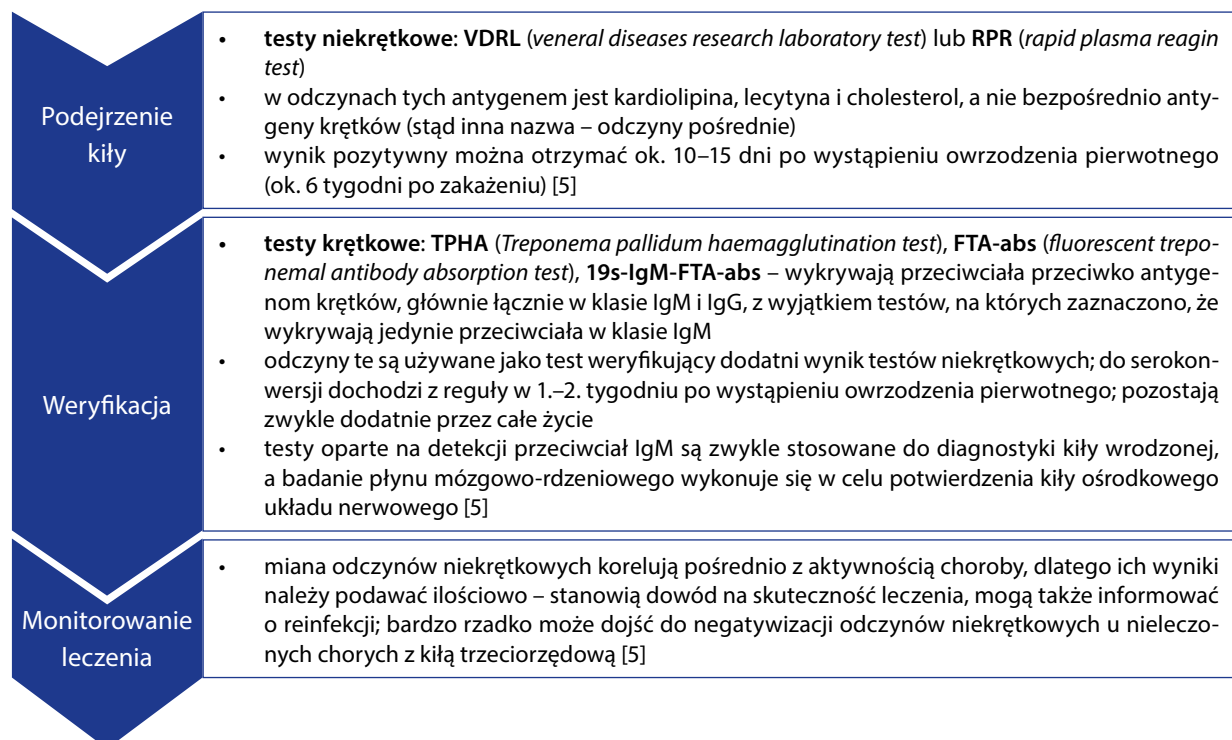 Podejrzenie
kiły
• testy niekrętkowe: VDRL (veneral diseases research laboratory test) lub RPR (rapid plasma reagin
test)
• w odczynach tych antygenem jest kardiolipina, lecytyna i cholesterol, a nie bezpośrednio anty-
geny krętków (stąd inna nazwa – odczyny pośrednie)
• wynik pozytywny można otrzymać ok. 10–15 dni po wystąpieniu owrzodzenia pierwotnego
(ok. 6 tygodni po zakażeniu) [5]
Weryfikacja
• testy krętkowe: TPHA (Treponema pallidum haemagglutination test), FTA-abs (fluorescent trepo-
nemal antibody absorption test), 19s-IgM-FTA-abs – wykrywają przeciwciała przeciwko antyge-
nom krętków, głównie łącznie w klasie IgM i IgG, z wyjątkiem testów, na których zaznaczono, że
wykrywają jedynie przeciwciała w klasie IgM
• odczyny te są używane jako test weryfikujący dodatni wynik testów niekrętkowych; do serokon-
wersji dochodzi z reguły w 1.–2. tygodniu po wystąpieniu owrzodzenia pierwotnego; pozostają
zwykle dodatnie przez całe życie
• testy oparte na detekcji przeciwciał IgM są zwykle stosowane do diagnostyki kiły wrodzonej,
a badanie płynu mózgowo-rdzeniowego wykonuje się w celu potwierdzenia kiły ośrodkowego
układu nerwowego [5]
Monitorowanie
leczenia
• miana odczynów niekrętkowych korelują pośrednio z aktywnością choroby, dlatego ich wyniki
należy podawać ilościowo – stanowią dowód na skuteczność leczenia, mogą także informować
o reinfekcji; bardzo rzadko może dojść do negatywizacji odczynów niekrętkowych u nieleczo-
nych chorych z kiłą trzeciorzędową [5]